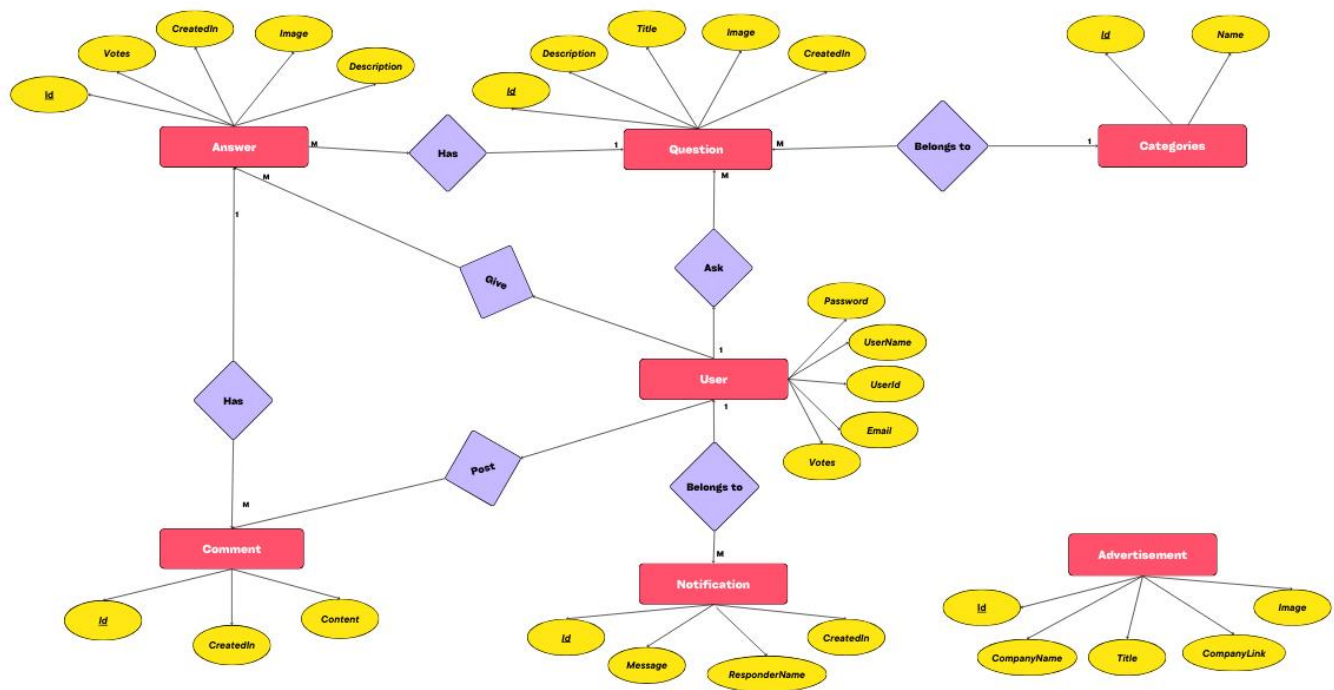 CreatedIn
Image
Votes
Description
Id
Answer
Title
Image
Description
CreatedIn
Id
Question
Id
Name
Categories
M
Has
1
M
Belongs to
1
M
M
1
Give
Ask
1
User
1
Password
UserName
UserId
Email
Votes
Has
Post
Belongs to
M
M
Comment
Id
CreatedIn
Content
Notification
Id
Message
ResponderName
CreatedIn
Advertisement
Id
CompanyName
Title
CompanyLink
Image